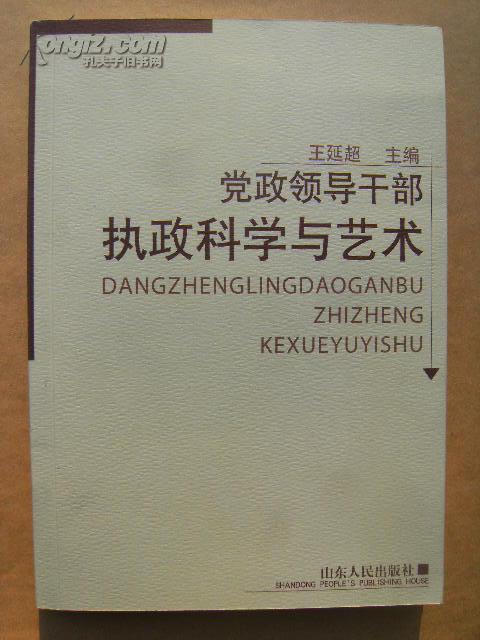 kongfz.com
孔夫子旧书网
王延超 主编
党政领导干部
执政科学与艺术
DANGZHENGLINGDAOGANBU
ZHIZHENG
KEXUEYUYISHU
山东人民出版社
SHANDONG PEOPLE'S PUBLISHING HOUSE